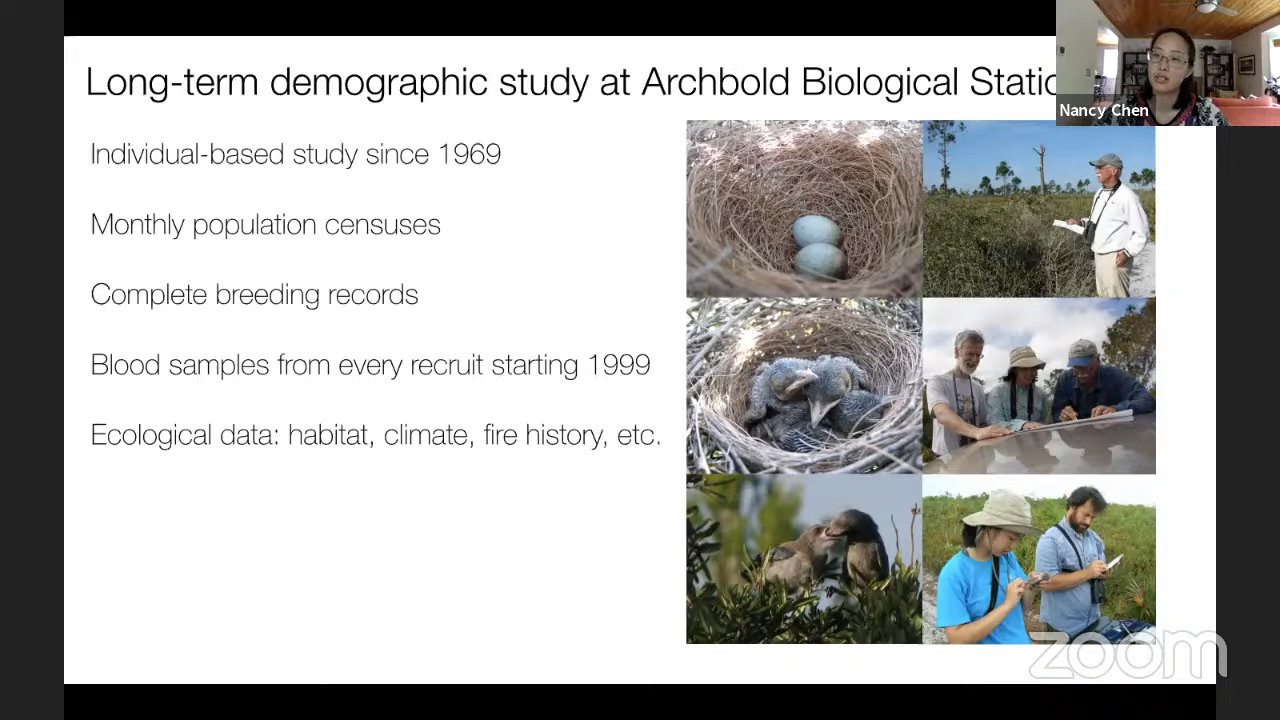 Long-term demographic study at Archbold Biological Static
Nancy Chen
Individual-based study since 1969
Monthly population censuses
Complete breeding records
Blood samples from every recruit starting 1999
Ecological data: habitat, climate, fire history, etc.
zoom